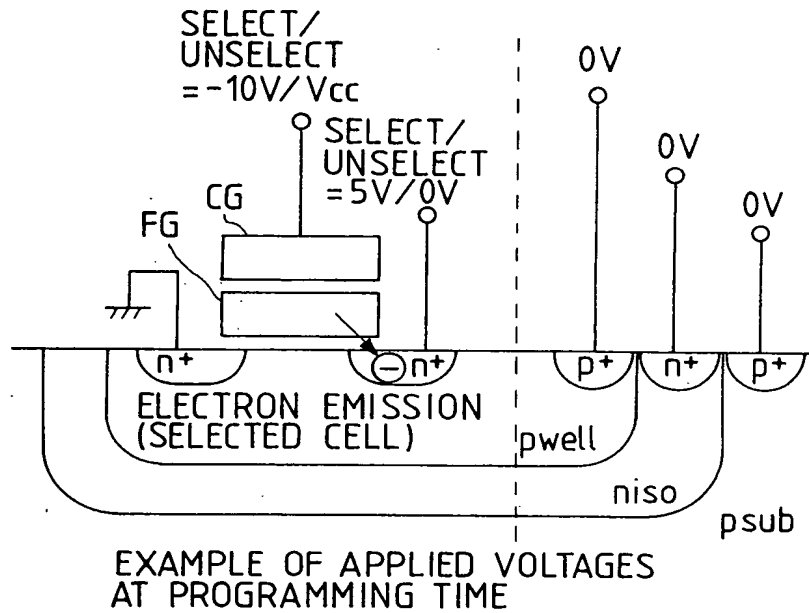 SELECT/
UNSELECT
=-10V/Vcc
SELECT/
UNSELECT
=5V/0V
0V
0V
0V
CG
FG
n+
- n+
p+
n+
p+
ELECTRON EMISSION
(SELECTED CELL)
pwell
niso
psub
EXAMPLE OF APPLIED VOLTAGES
AT PROGRAMMING TIME